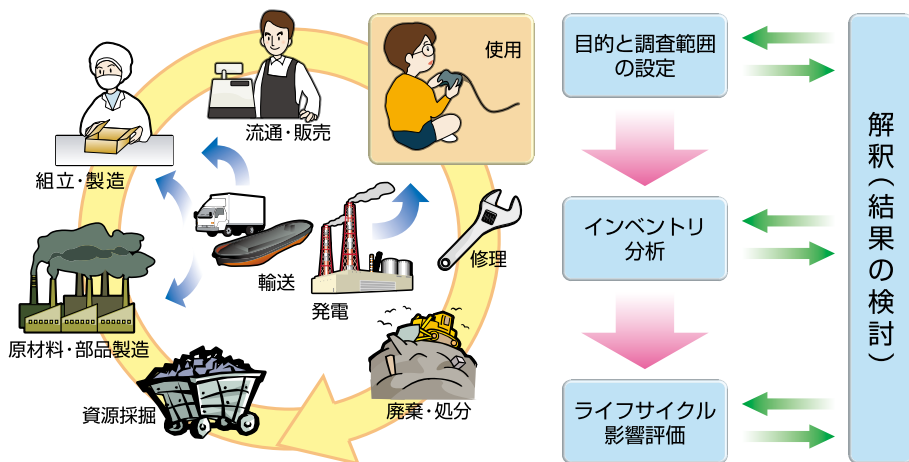 使用
流通・販売
組立・製造
輸送
発電
修理
原材料・部品製造
資源採掘
廃棄・処分
目的と調査範囲
の設定
インベントリ
分析
ライフサイクル
影響評価
解釈(結果の検討)